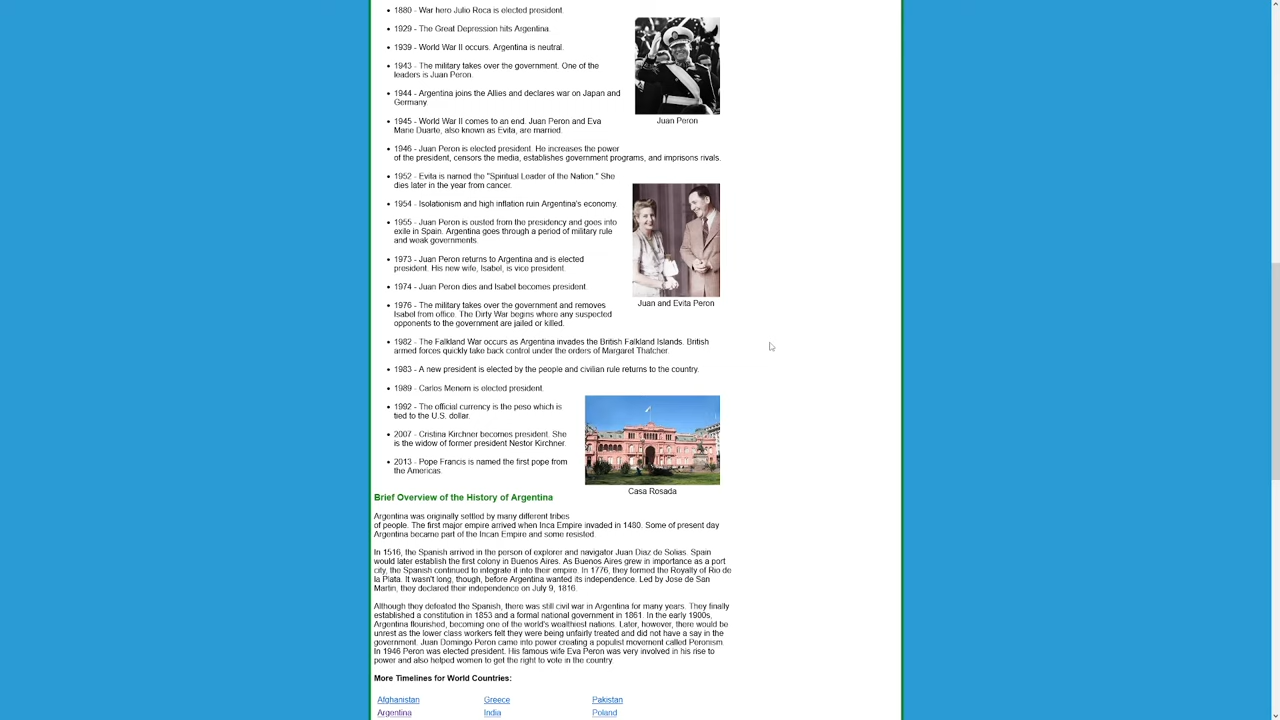 1880 - War hero Julio Roca is elected president.
1929 - The Great Depression hits Argentina.
1939 - World War II occurs. Argentina is neutral.
1943 - The military takes over the government. One of the
leaders is Juan Peron.
1944 - Argentina joins the Allies and declares war on Japan and
Germany.
Juan Peron
1945 - World War II comes to an end. Juan Peron and Eva
Marie Duarte, also known as Evita, are married.
1946 - Juan Peron is elected president. He increases the power
of the president, censors the media, establishes government programs, and imprisons rivals.
1952 - Evita is named the "Spiritual Leader of the Nation." She
dies later in the year from cancer.
1954 - Isolationism and high inflation ruin Argentina's economy.
1955 - Juan Peron is ousted from the presidency and goes into
exile in Spain. Argentina goes through a period of military rule
and weak governments.
1973 - Juan Peron returns to Argentina and is elected
president. His new wife, Isabel, is vice president.
1974 - Juan Peron dies and Isabel becomes president.
1976 - The military takes over the government and removes
Isabel from office. The Dirty War begins where any suspected
opponents to the government are jailed or killed.
Juan and Evita Peron
1982 - The Falkland War occurs as Argentina invades the British Falkland Islands. British
armed forces quickly take back control under the orders of Margaret Thatcher.
1983 - A new president is elected by the people and civilian rule returns to the country.
1989 - Carlos Menem is elected president.
1992 - The official currency is the peso which is
tied to the U.S. dollar.
2007 - Cristina Kirchner becomes president. She
is the widow of former president Nestor Kirchner.
2013 - Pope Francis is named the first pope from
the Americas.
Casa Rosada
Brief Overview of the History of Argentina
Argentina was originally settled by many different tribes
of people. The first major empire arrived when Inca Empire invaded in 1480. Some of present day
Argentina became part of the Incan Empire and some resisted.
In 1516, the Spanish arrived in the person of explorer and navigator Juan Diaz de Solias. Spain
would later establish the first colony in Buenos Aires. As Buenos Aires grew in importance as a port
city, the Spanish continued to integrate it into their empire. In 1776, they formed the Royalty of Rio de
la Plata. It wasn't long, though, before Argentina wanted its independence. Led by Jose de San
Martin, they declared their independence on July 9, 1816.
Although they defeated the Spanish, there was still civil war in Argentina for many years. They finally
established a constitution in 1853 and a formal national government in 1861. In the early 1900s,
Argentina flourished, becoming one of the world's wealthiest nations. Later, however, there would be
unrest as the lower class workers felt they were being unfairly treated and did not have a say in the
government. Juan Domingo Peron came into power creating a populist movement called Peronism.
In 1946 Peron was elected president. His famous wife Eva Peron was very involved in his rise to
power and also helped women to get the right to vote in the country.
More Timelines for World Countries:
Afghanistan Greece Pakistan
Argentina India Poland